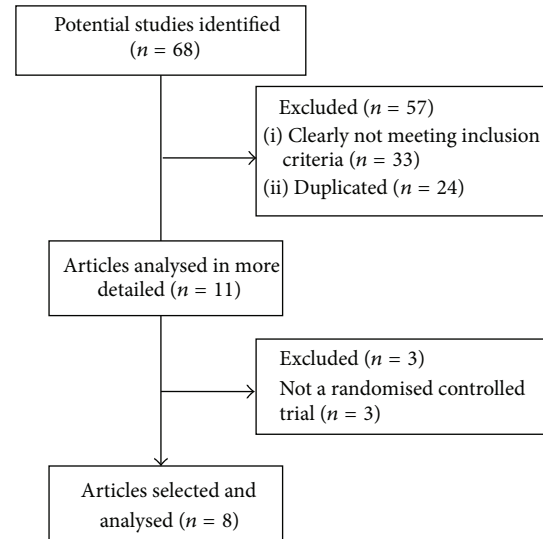 Potential studies identified
(n = 68)
Excluded (n = 57)
(i) Clearly not meeting inclusion
criteria (n = 33)
(ii) Duplicated (n = 24)
Articles analysed in more
detailed (n = 11)
Excluded (n = 3)
Not a randomised controlled
trial (n = 3)
Articles selected and
analysed (n = 8)